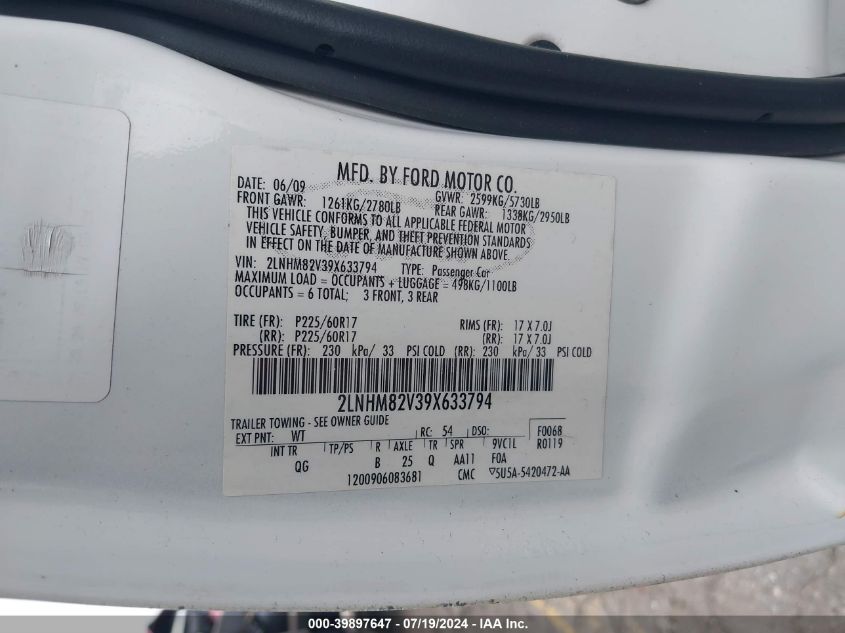 MFD. BY FORD MOTOR CO.
DATE: 06/09 GVWR: 2599KG/5730LB
FRONT GAWR: 1261KG/2780LB REAR GAWR: 1338KG/2950LB
THIS VEHICLE CONFORMS TO ALL APPLICABLE FEDERAL MOTOR
VEHICLE SAFETY, BUMPER, AND THEFT PREVENTION STANDARDS
IN EFFECT ON THE DATE OF MANUFACTURE SHOWN ABOVE.
VIN: 2LNHM82V39X633794 TYPE: Passenger Car
MAXIMUM LOAD = OCCUPANTS + LUGGAGE = 498KG/1100LB
OCCUPANTS = 6 TOTAL; 3 FRONT, 3 REAR
TIRE (FR): P225/60R17 RIMS (FR): 17 X 7.0J
(RR): P225/60R17 (RR): 17 X 7.0J
PRESSURE (FR): 230 kPa/ 33 PSI COLD (RR): 230 kPa/ 33 PSI COLD
2LNHM82V39X633794
TRAILER TOWING - SEE OWNER GUIDE
EXT PNT: WT RC: 54 DSO: F0068
R0119
INT TR TP/PS R AXLE TR SPR 9VC1L
QG B 25 Q AA11 F0A
1200906083681 CMC ▽5U5A-5420472-AA
000-39897647 / 07/19/2024 - IAA Inc.